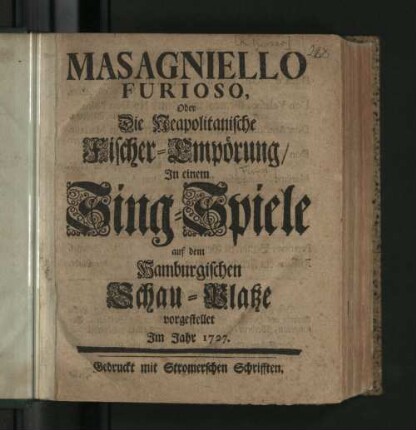 MASAGNIELLO
FURIOSO,
Oder
Die Neapolitanische
Fischer-Empörung/
In einem
Sing-Spiele
auf dem
Hamburgischen
Schau-Platze
vorgestellet
Im Jahr 1727.
Gedruckt mit Stromerschen Schrifften.